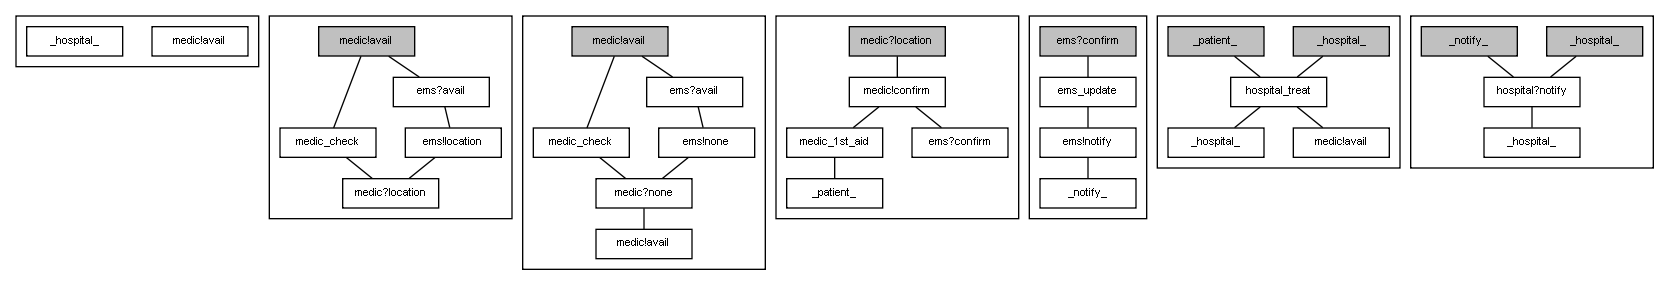 _hospital_
medic!avail
medic!avail
ems?avail
medic_check
ems!location
medic?location
medic!avail
ems?avail
medic_check
ems!none
medic?none
medic!avail
medic?location
medic!confirm
medic_1st_aid
ems?confirm
_patient_
ems?confirm
ems_update
ems!notify
_notify_
_patient_
_hospital_
hospital_treat
_hospital_
medic!avail
_notify_
_hospital_
hospital?notify
_hospital_